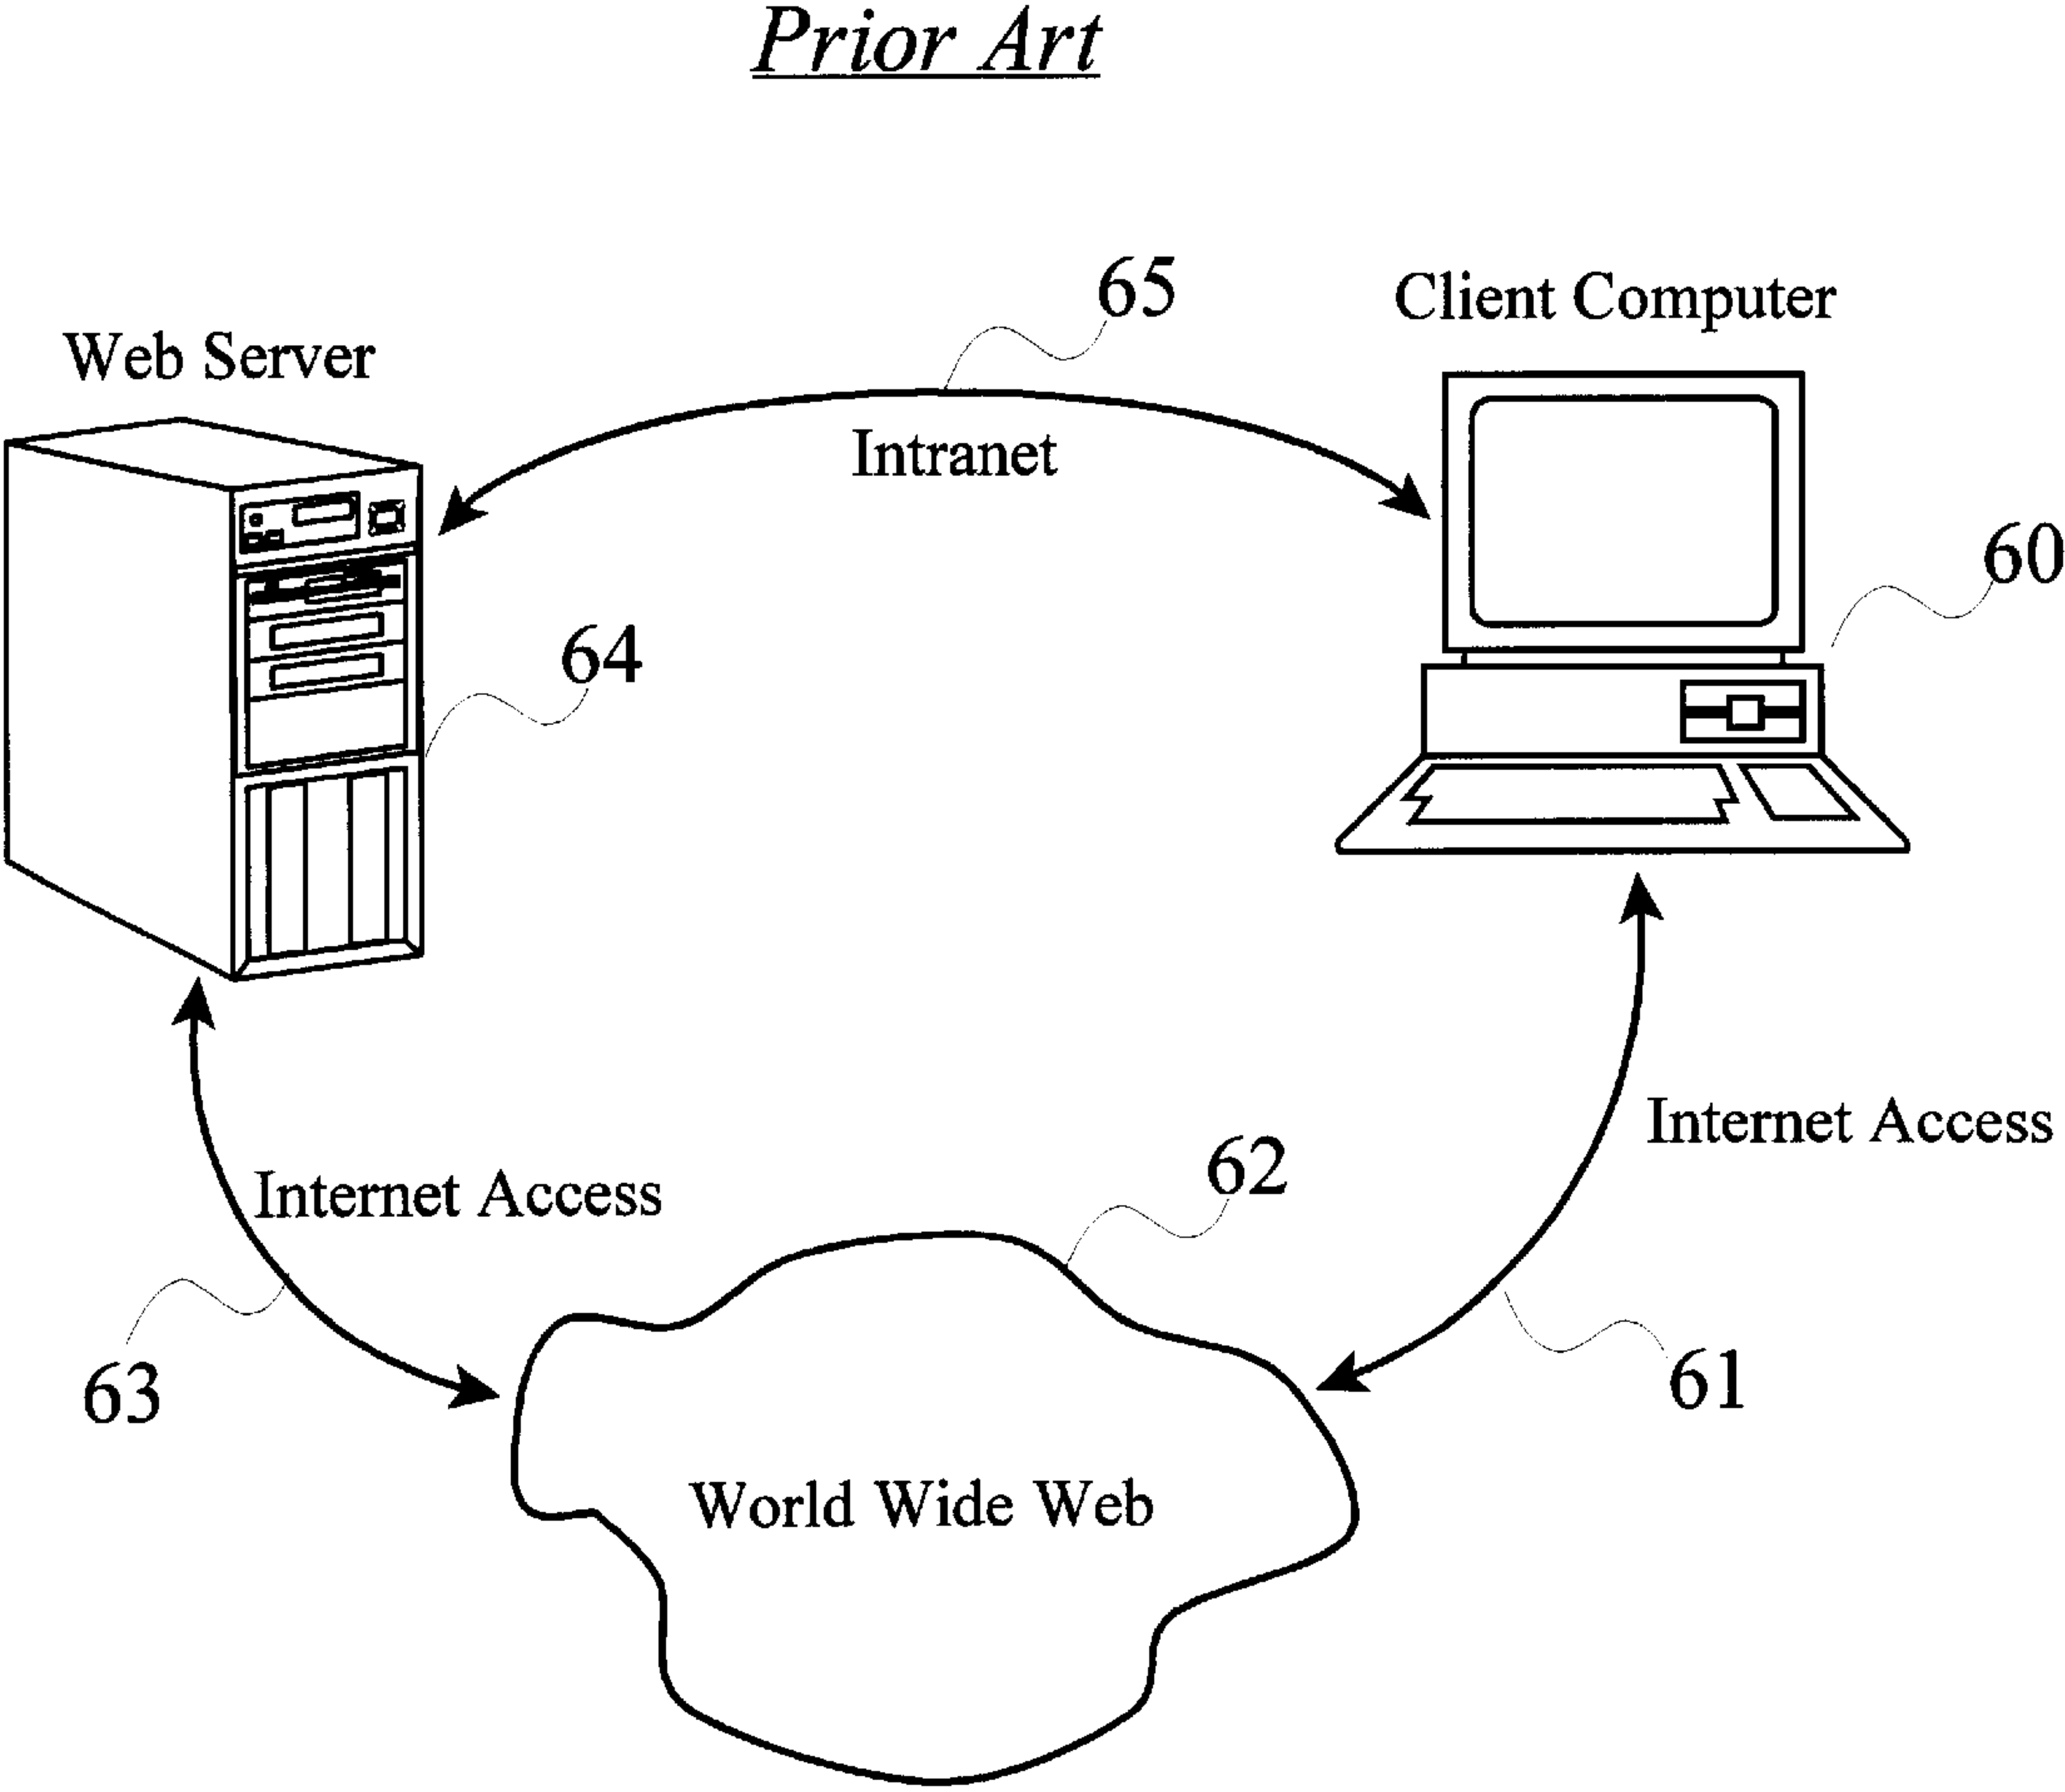 Prior Art
65
Client Computer
Web Server
Intranet
60
64
Internet Access
62
Internet Access
63
61
World Wide Web